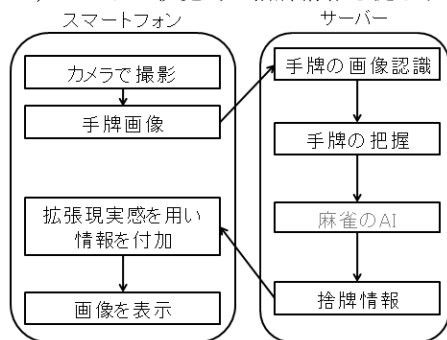 スマートフォン
サーバー
カメラで撮影
手牌画像
拡張現実感を用い
情報を付加
画像を表示
手牌の画像認識
手牌の把握
麻雀のAI
捨牌情報